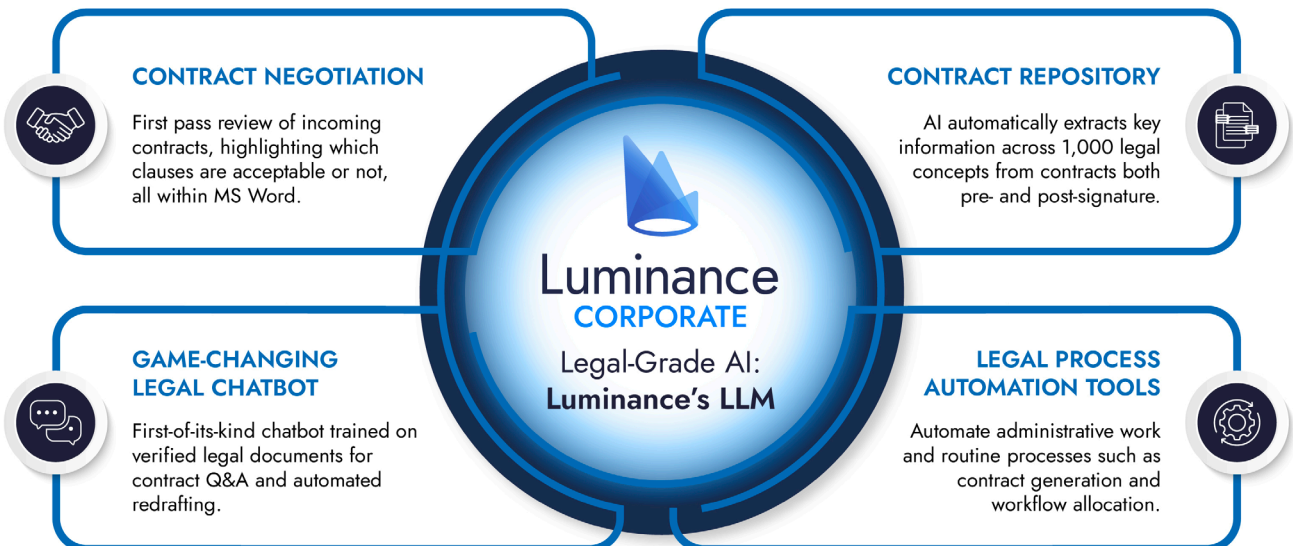 CONTRACT NEGOTIATION
First pass review of incoming
contracts, highlighting which
clauses are acceptable or not,
all within MS Word.
CONTRACT REPOSITORY
AI automatically extracts key
information across 1,000 legal
concepts from contracts both
pre- and post-signature.
Luminance
CORPORATE
Legal-Grade AI:
Luminance's LLM
GAME-CHANGING
LEGAL CHATBOT
First-of-its-kind chatbot trained on
verified legal documents for
contract Q&A and automated
redrafting.
LEGAL PROCESS
AUTOMATION TOOLS
Automate administrative work
and routine processes such as
contract generation and
workflow allocation.